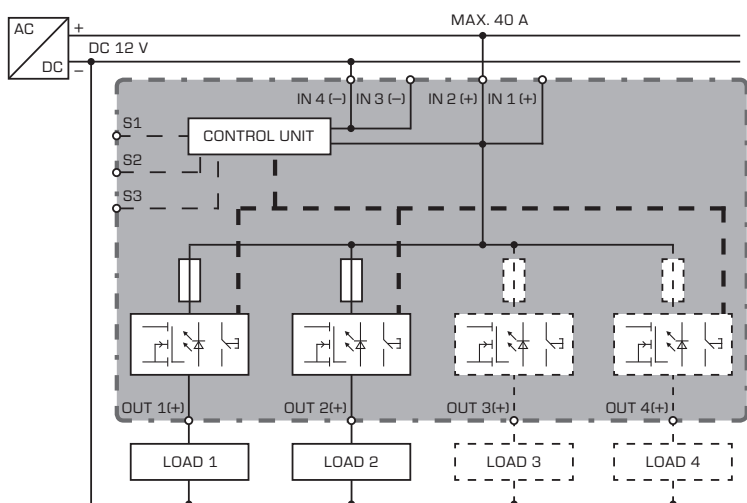 MAX. 40 A
AC
+
DC 12 V
DC
–
IN 4 (–) IN 3 (–) IN 2 (+) IN 1 (+)
S1
CONTROL UNIT
S2
S3
OUT 1(+) OUT 2(+) OUT 3(+) OUT 4(+)
LOAD 1 LOAD 2 LOAD 3 LOAD 4